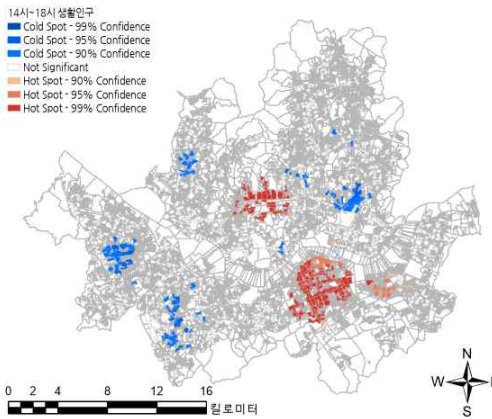 14시~18시 생활인구
Cold Spot - 99% Confidence
Cold Spot - 95% Confidence
Cold Spot - 90% Confidence
Not Significant
Hot Spot - 90% Confidence
Hot Spot - 95% Confidence
Hot Spot - 99% Confidence
N
W E
S
0 2 4 8 12 16
킬로미터